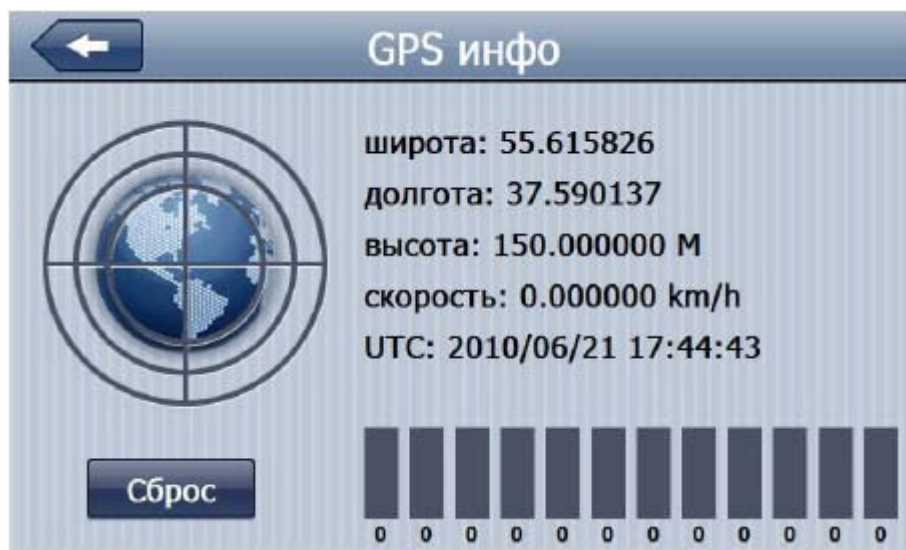 GPS инфо
широта: 55.615826
долгота: 37.590137
высота: 150.000000 M
скорость: 0.000000 km/h
UTC: 2010/06/21 17:44:43
Сброс
0 0 0 0 0 0 0 0 0 0 0 0